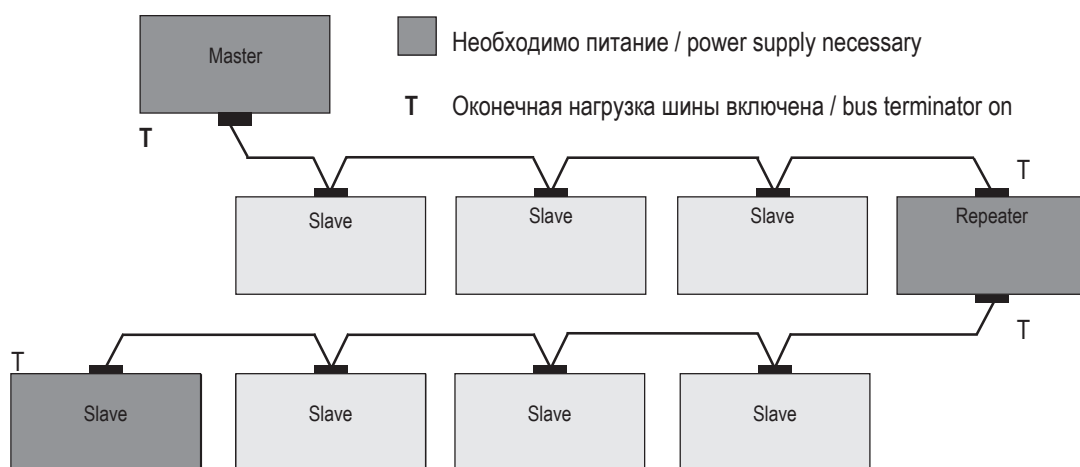 Master
Необходимо питание / power supply necessary
T Оконечная нагрузка шины включена / bus terminator on
T
T
Slave Slave Slave Repeater
T
T
Slave Slave Slave Slave